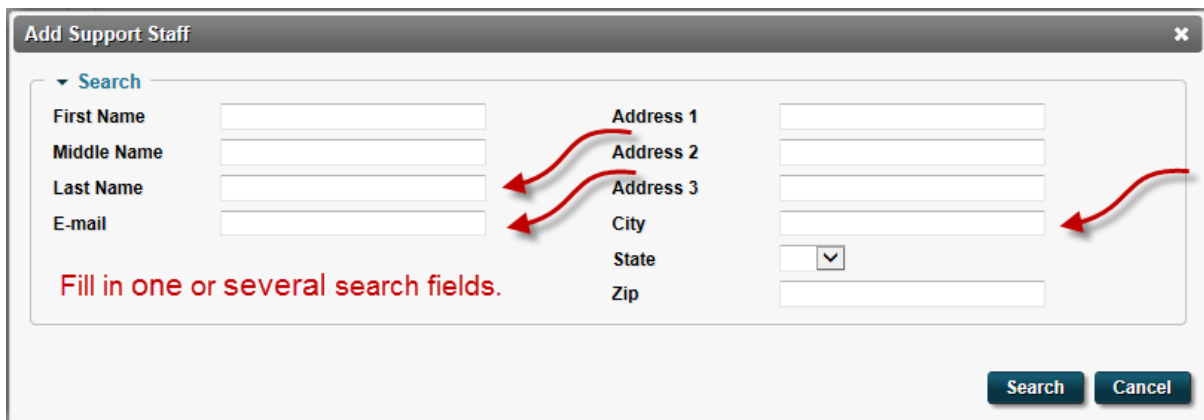 Add Support Staff
Search
First Name
Middle Name
Last Name
E-mail
Fill in one or several search fields.
Address 1
Address 2
Address 3
City
State
Zip
Search Cancel